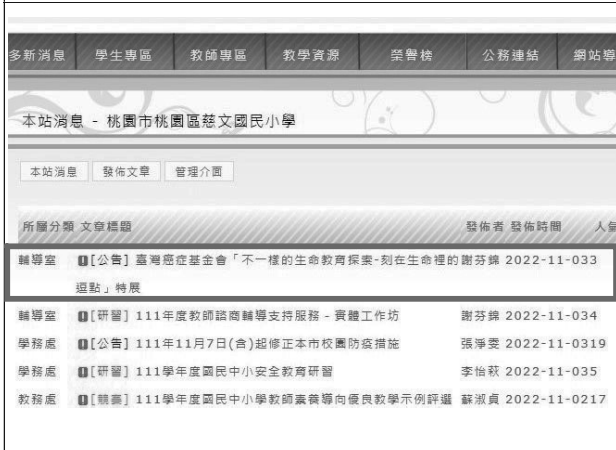 多新消息 學生專區 教師專區 教學資源 榮譽榜 公務連結 網站導
本站消息 - 桃園市桃園區慈文國民小學
本站消息 發佈文章 管理介面
所屬分類 文章標題 發佈者 發佈時間 人氣
輔導室 [公告] 臺灣癌症基金會「不一樣的生命教育探索-刻在生命裡的 謝芬錦 2022-11-033
逗點」特展
輔導室 [研習] 111年度教師諮商輔導支持服務 - 實體工作坊 謝芬錦 2022-11-034
學務處 [公告] 111年11月7日(含)起修正本市校園防疫措施 張淨雯 2022-11-0319
學務處 [研習] 111學年度國民中小安全教育研習 李怡萩 2022-11-035
教務處 [競賽] 111學年度國民中小學教師素養導向優良教學示例評選 蘇淑貞 2022-11-0217